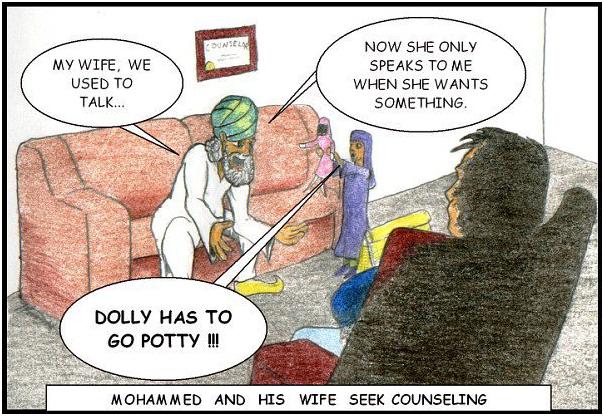 COUNSELOR
MY WIFE, WE
USED TO
TALK...
NOW SHE ONLY
SPEAKS TO ME
WHEN SHE WANTS
SOMETHING.
DOLLY HAS TO
GO POTTY !!!
MOHAMMED AND HIS WIFE SEEK COUNSELING